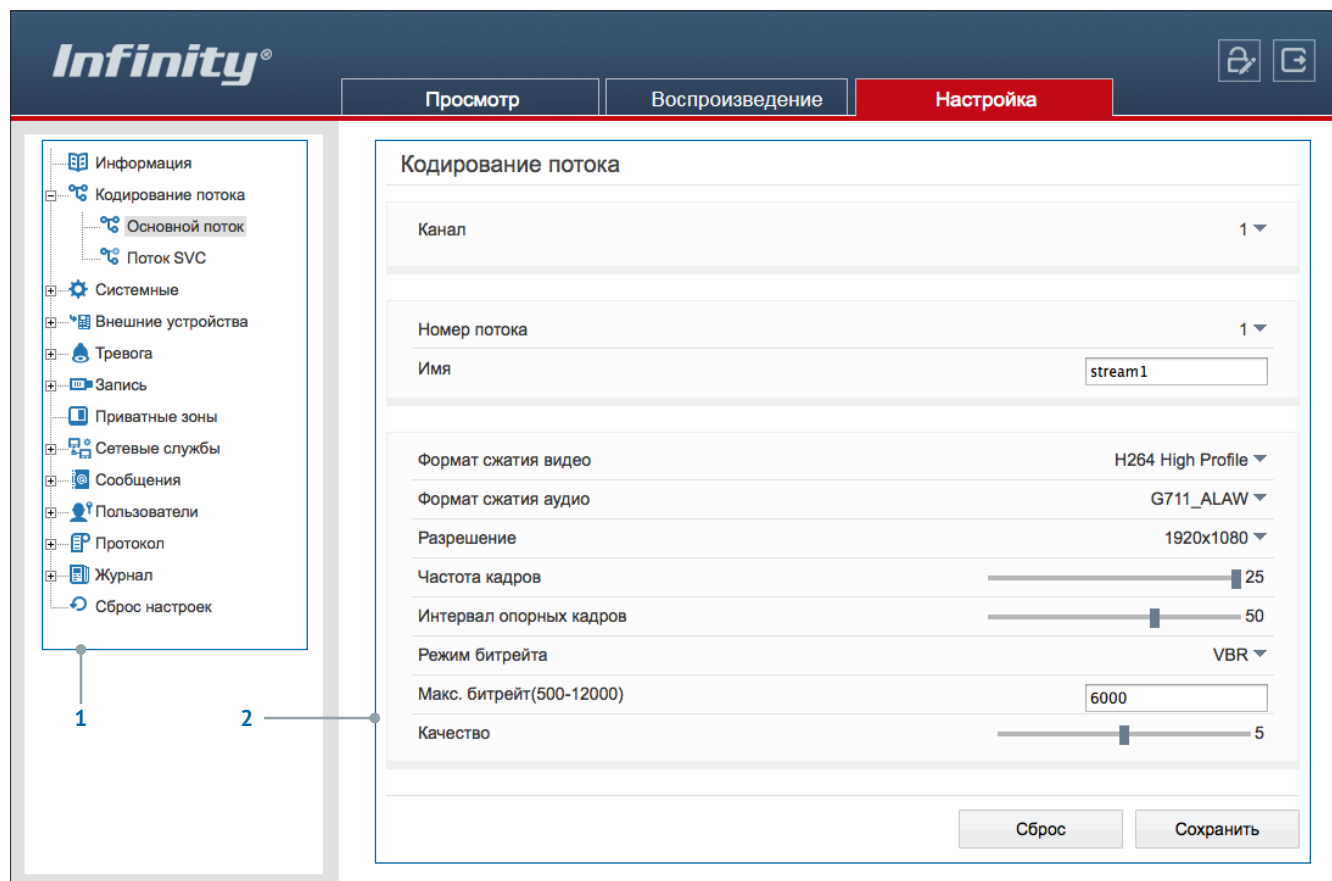 Infinity®
Просмотр
Воспроизведение
Настройка
Информация
Кодирование потока
Основной поток
Поток SVC
Системные
Внешние устройства
Тревога
Запись
Приватные зоны
Сетевые службы
Сообщения
Пользователи
Протокол
Журнал
Сброс настроек
1
2
Кодирование потока
Канал 1
Номер потока 1
Имя stream1
Формат сжатия видео H264 High Profile
Формат сжатия аудио G711_ALAW
Разрешение 1920x1080
Частота кадров 25
Интервал опорных кадров 50
Режим битрейта VBR
Макс. битрейт(500-12000) 6000
Качество 5
Сброс Сохранить